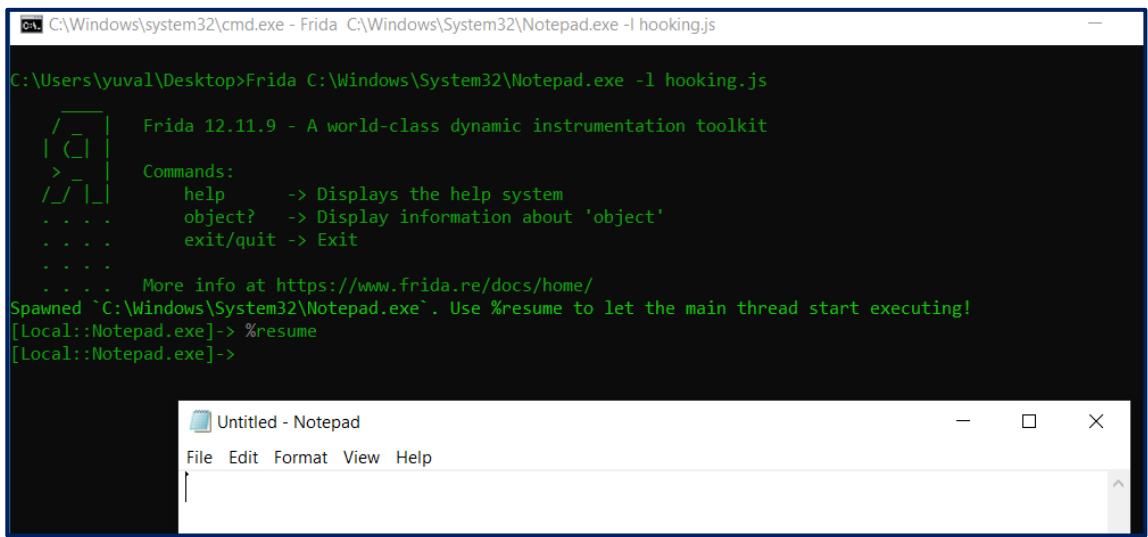 C:\Windows\system32\cmd.exe - Frida  C:\Windows\System32\Notepad.exe -l hooking.js
C:\Users\yuval\Desktop>Frida C:\Windows\System32\Notepad.exe -l hooking.js
     ____
    / _  |   Frida 12.11.9 - A world-class dynamic instrumentation toolkit
   | (_| |
    > _  |   Commands:
   /_/ |_|       help      -> Displays the help system
   . . . .       object?   -> Display information about 'object'
   . . . .       exit/quit -> Exit
   . . . .
   . . . .   More info at https://www.frida.re/docs/home/
Spawned `C:\Windows\System32\Notepad.exe`. Use %resume to let the main thread start executing!
[Local::Notepad.exe]-> %resume
[Local::Notepad.exe]->
Untitled - Notepad
File Edit Format View Help